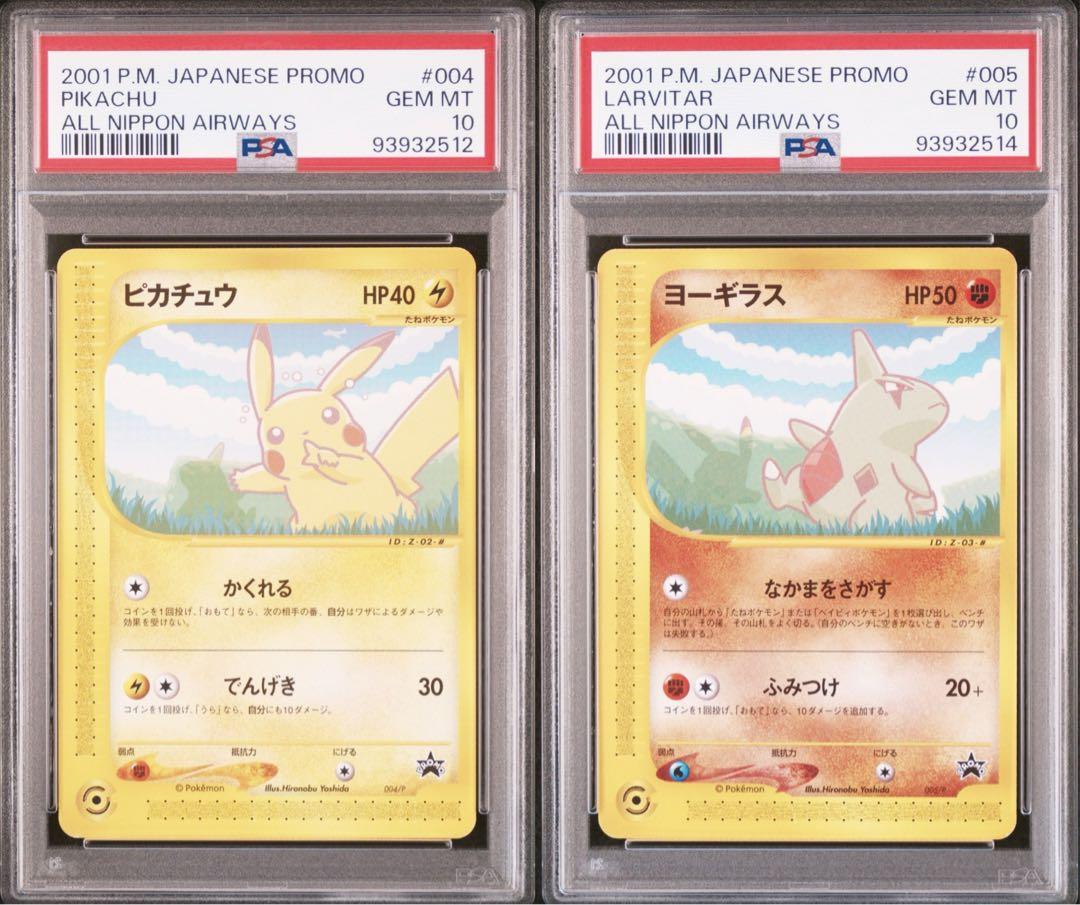 2001 P.M. JAPANESE PROMO #004
PIKACHU GEM MT
ALL NIPPON AIRWAYS 10
PSA 93932512
ピカチュウ HP40
たねポケモン
ID:Z-02-#
かくれる
コインを1回投げ、「おもて」なら、次の相手の番、自分はワザによるダメージや
効果を受けない。
でんげき 30
コインを1回投げ、「うら」なら、自分にも10ダメージ。
弱点 抵抗力 にげる
PROMO
© Pokémon Illus.Hironobu Yoshida 004/P
PSA
2001 P.M. JAPANESE PROMO #005
LARVITAR GEM MT
ALL NIPPON AIRWAYS 10
PSA 93932514
ヨーギラス HP50
たねポケモン
ID:Z-03-#
なかまをさがす
自分の山札から「たねポケモン」または「ベイビィポケモン」を1枚選び出し、ベンチ
に出す。その後、その山札をよく切る。（自分のベンチに空きがないとき、このワザ
は失敗する。）
ふみつけ 20+
コインを1回投げ、「おもて」なら、10ダメージを追加する。
弱点 抵抗力 にげる
PROMO
© Pokémon Illus.Hironobu Yoshida 005/P
PSA